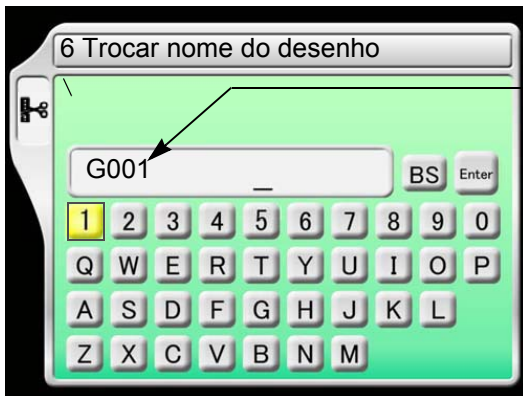 6 Trocar nome do desenho
\
G001 _
BS Enter
1 2 3 4 5 6 7 8 9 0
Q W E R T Y U I O P
A S D F G H J K L
Z X C V B N M